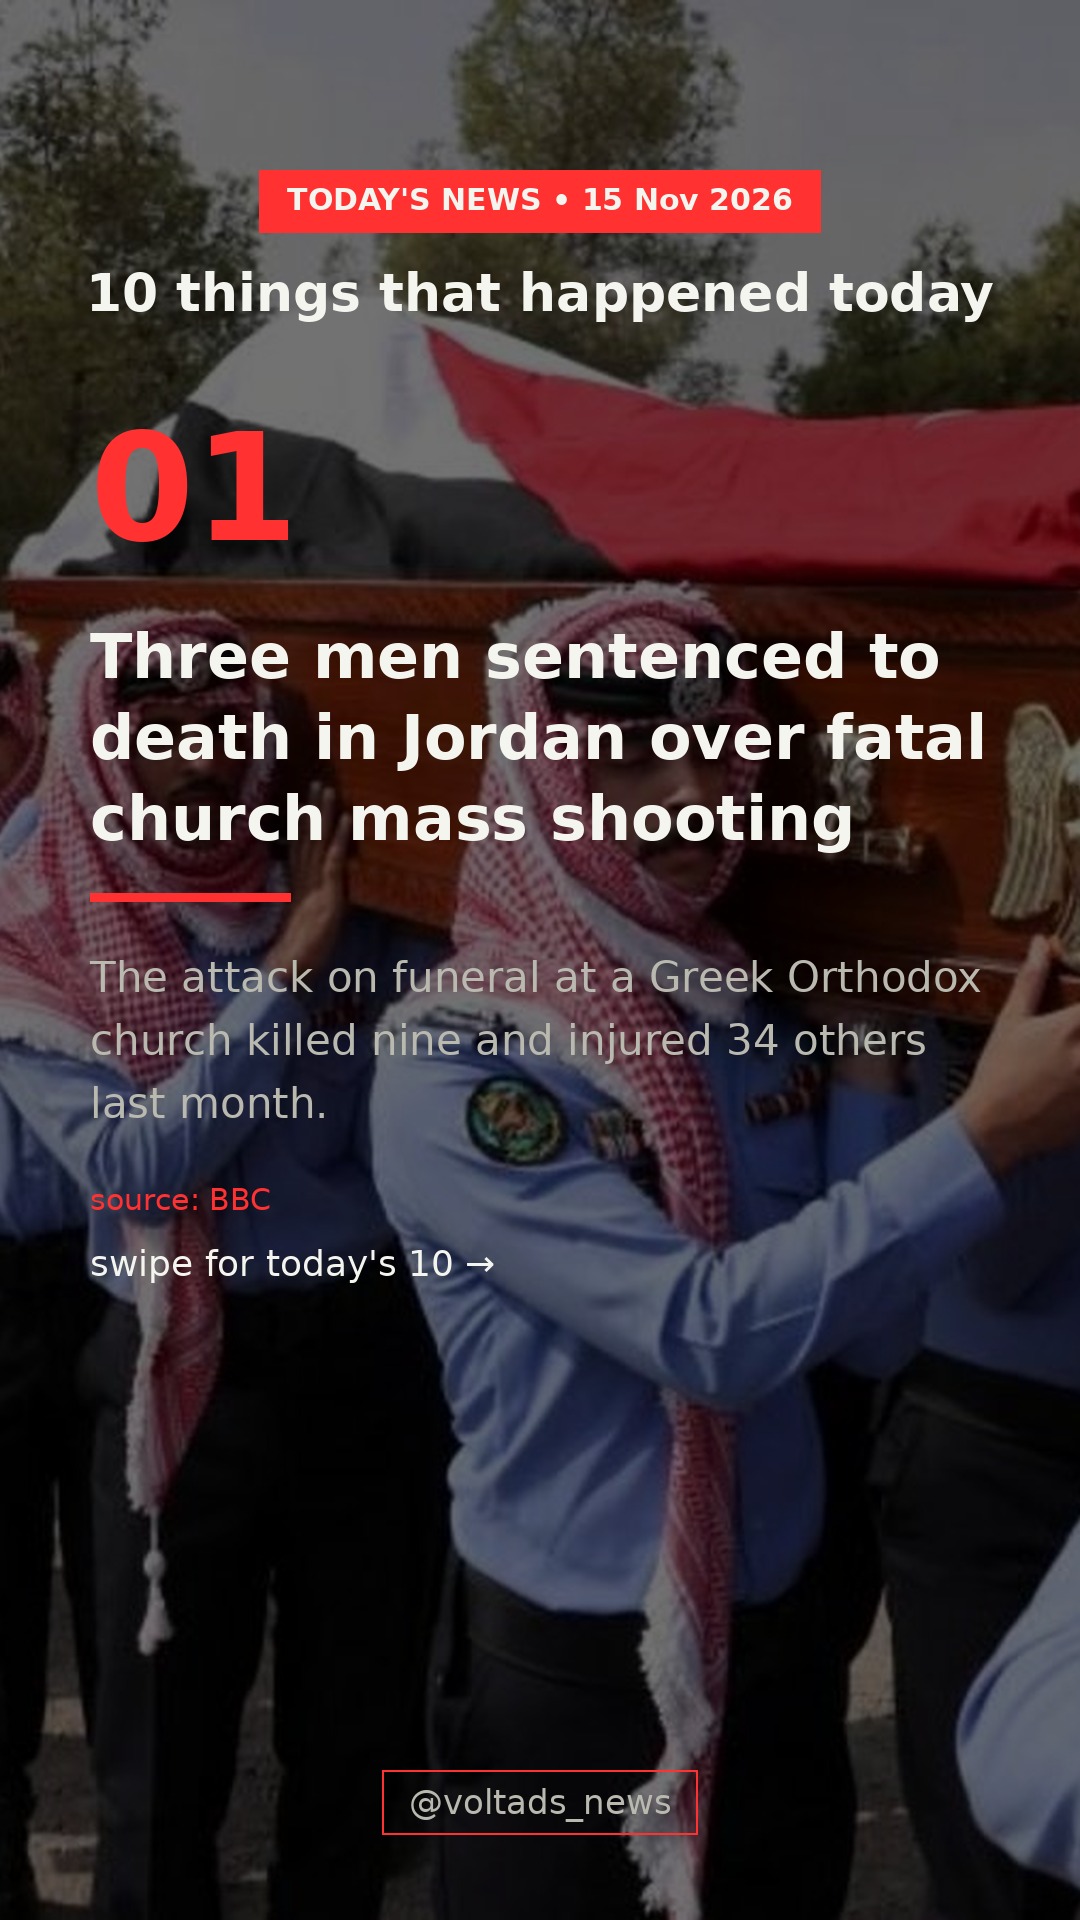 TODAY'S NEWS • 15 Nov 2026
10 things that happened today
01
Three men sentenced to
death in Jordan over fatal
church mass shooting
The attack on funeral at a Greek Orthodox
church killed nine and injured 34 others
last month.
source: BBC
swipe for today's 10 →
@voltads_news